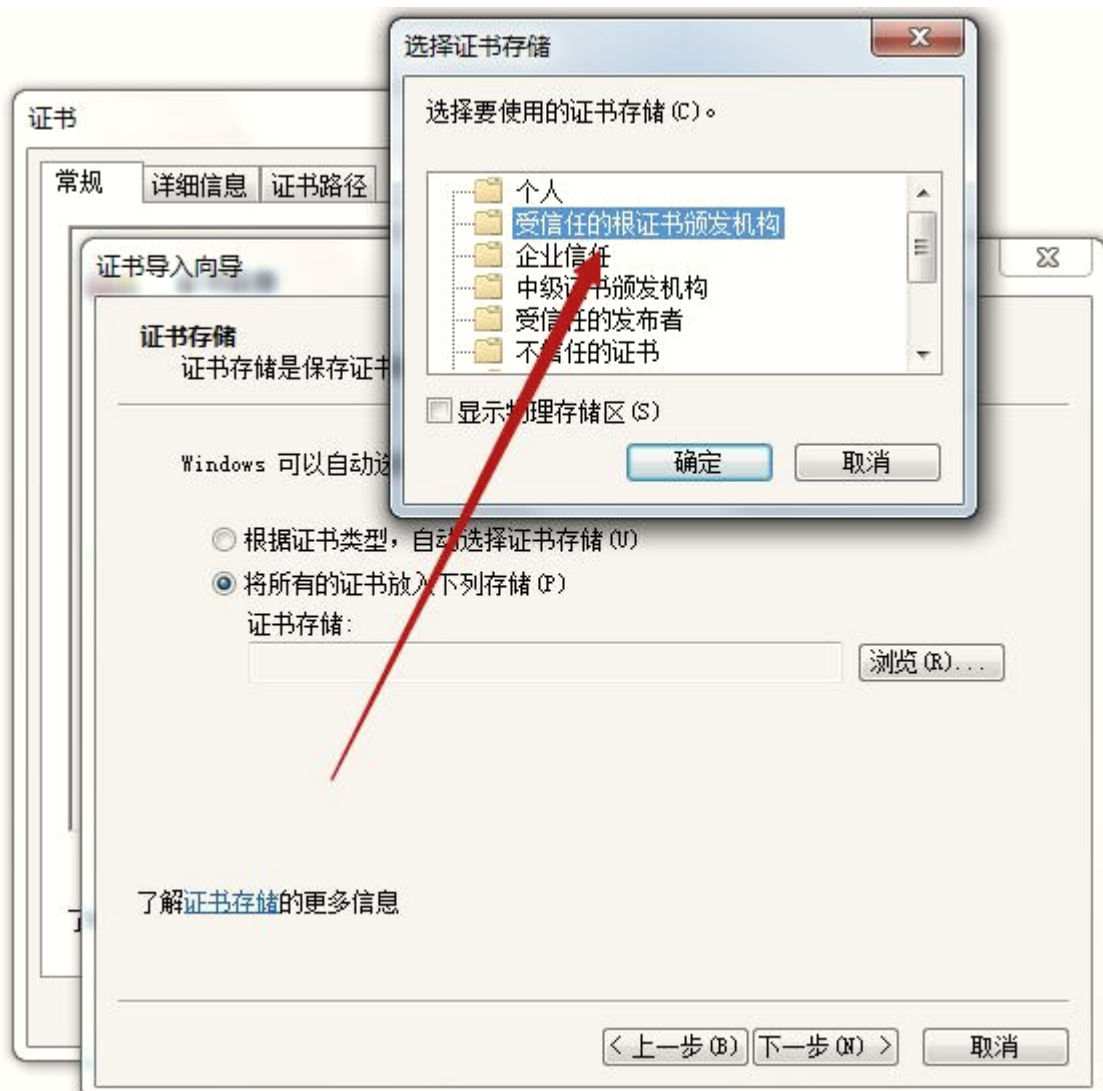 选择证书存储
选择要使用的证书存储(C)。
个人
受信任的根证书颁发机构
企业信任
中级证书颁发机构
受信任的发布者
不信任的证书
显示物理存储区(S)
确定 取消
证书
常规 详细信息 证书路径
证书导入向导
证书存储
证书存储是保存证
Windows 可以自动选
根据证书类型，自动选择证书存储(U)
将所有的证书放入下列存储(P)
证书存储:
浏览(R)...
了解证书存储的更多信息
< 上一步(B) 下一步(N) > 取消